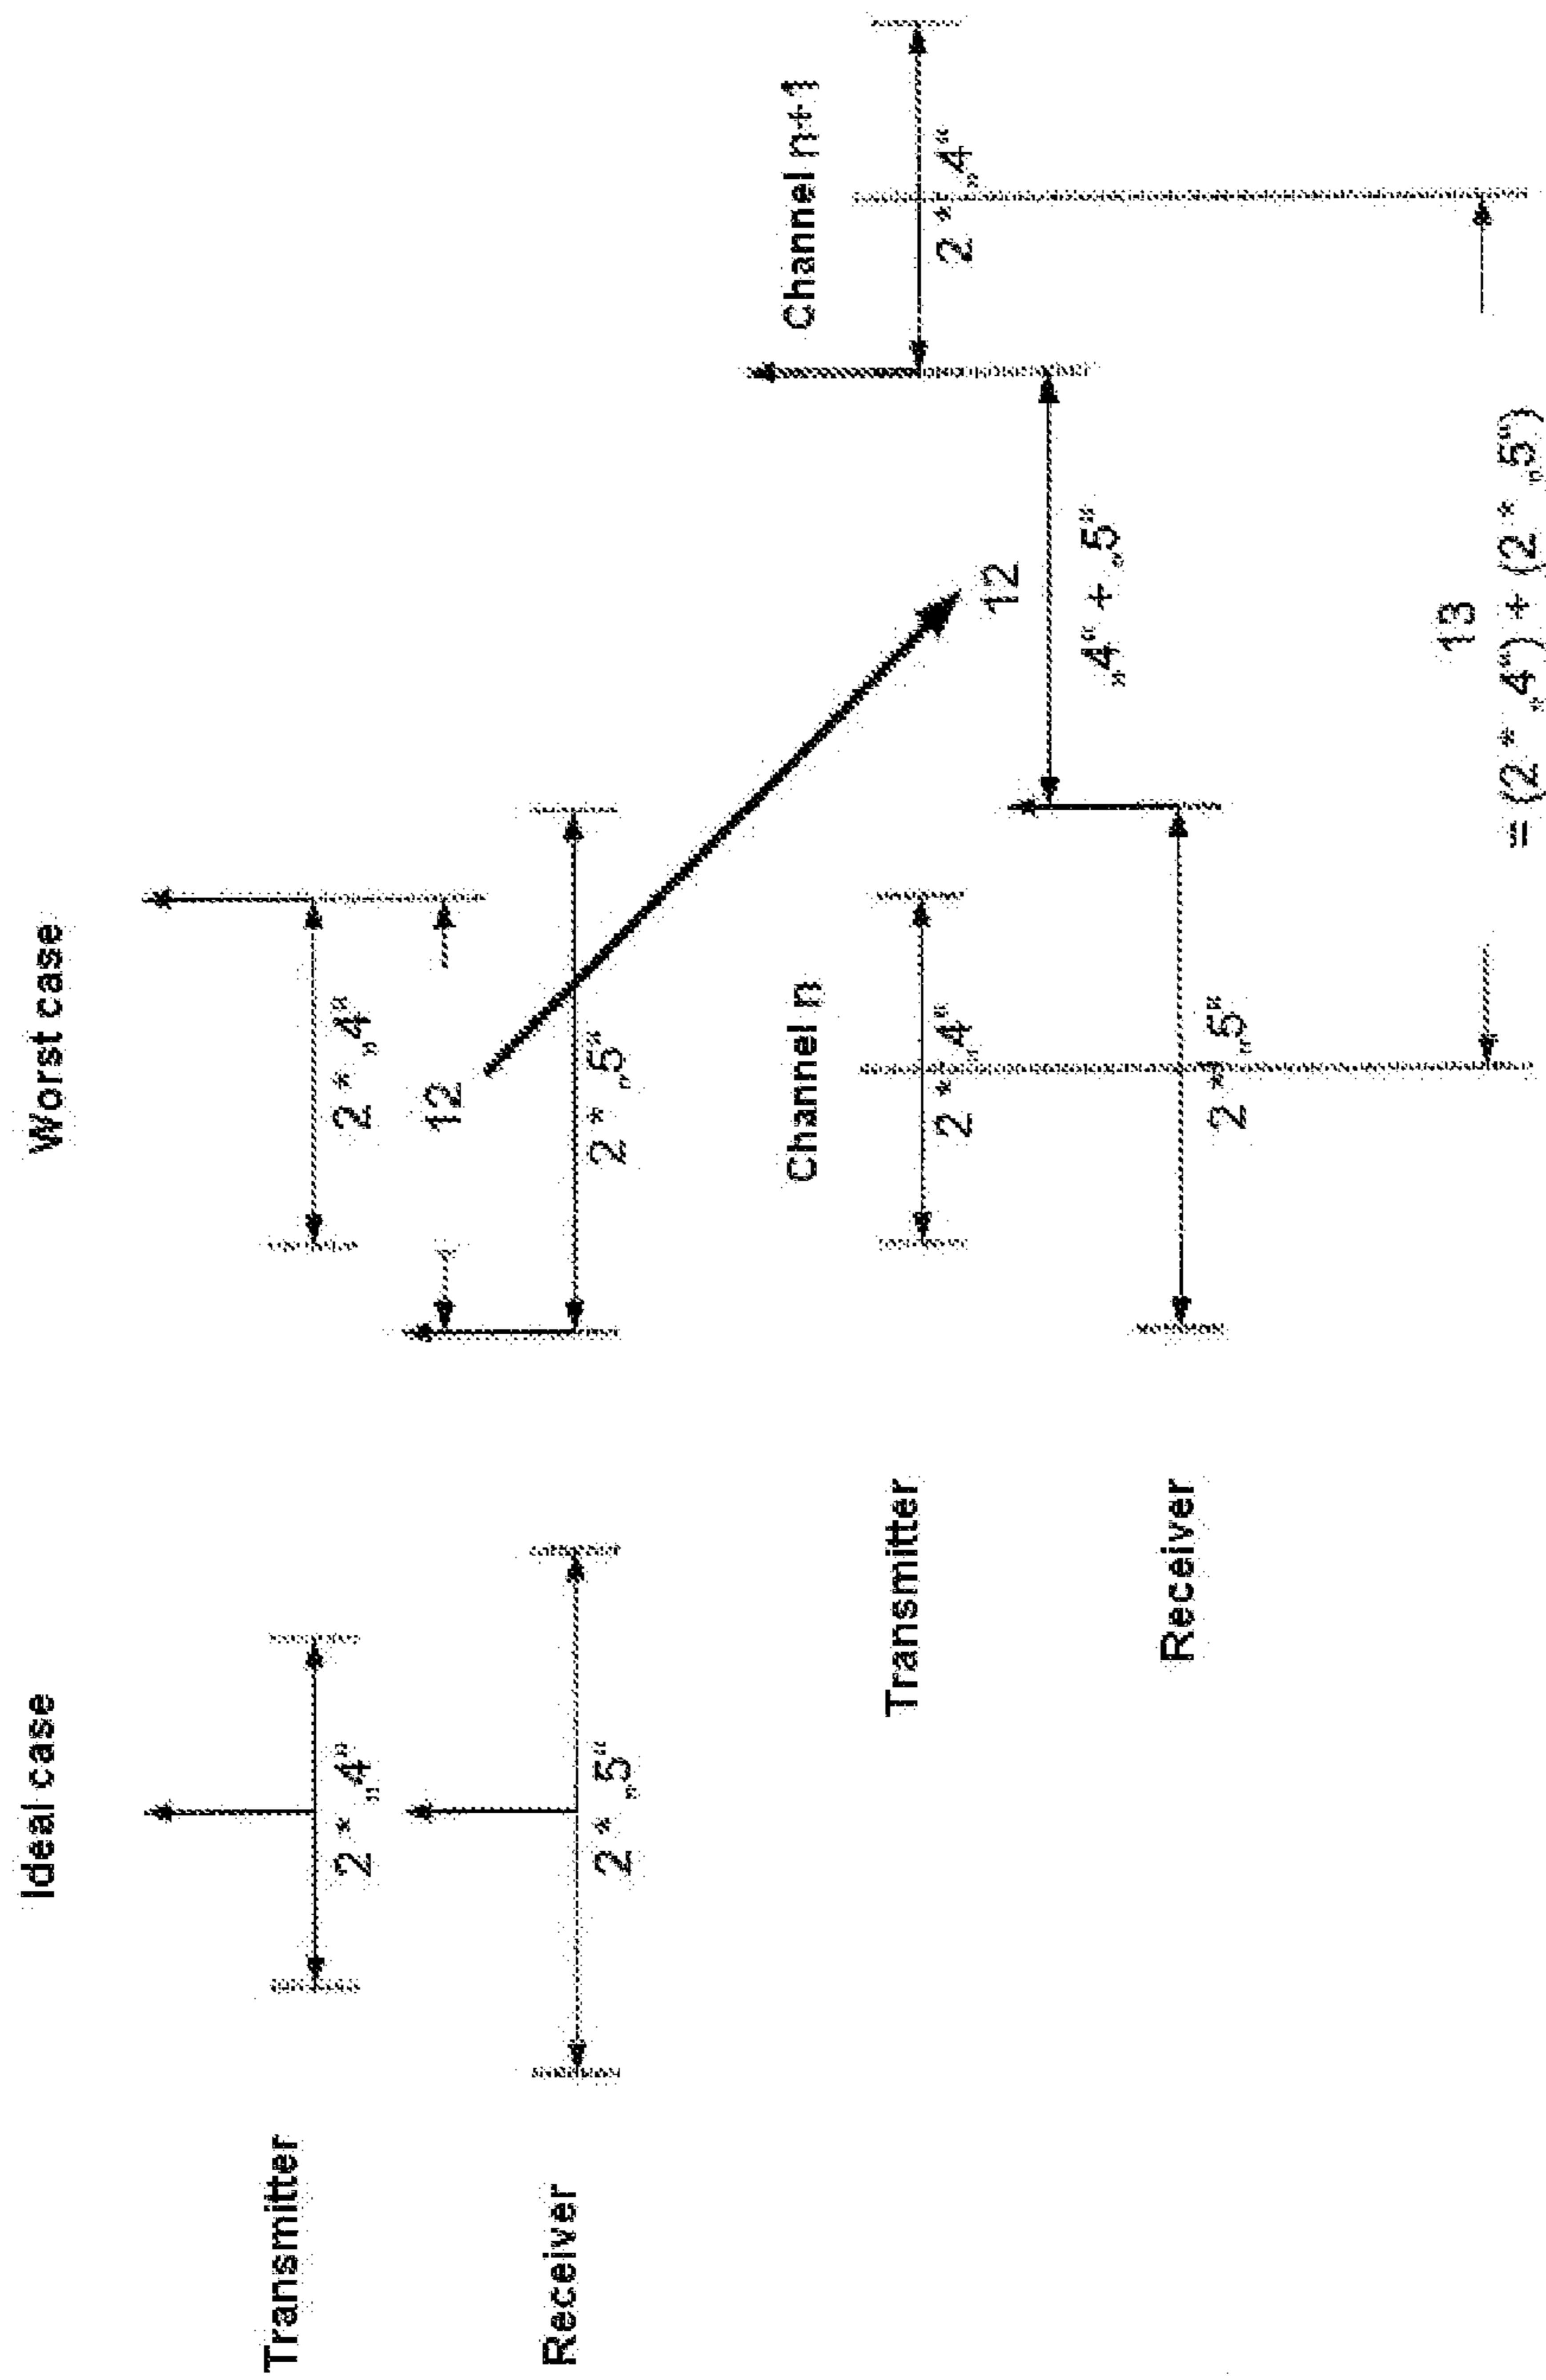 Ideal case
Worst case
Transmitter
2 * „4“
2 * „4“
12
Receiver
2 * „5“
2 * „5“
Channel n
Channel n+1
Transmitter
2 * „4“
2 * „4“
12
„4“ + „5“
Receiver
2 * „5“
13
= (2 * „4“) + (2 * „5“)